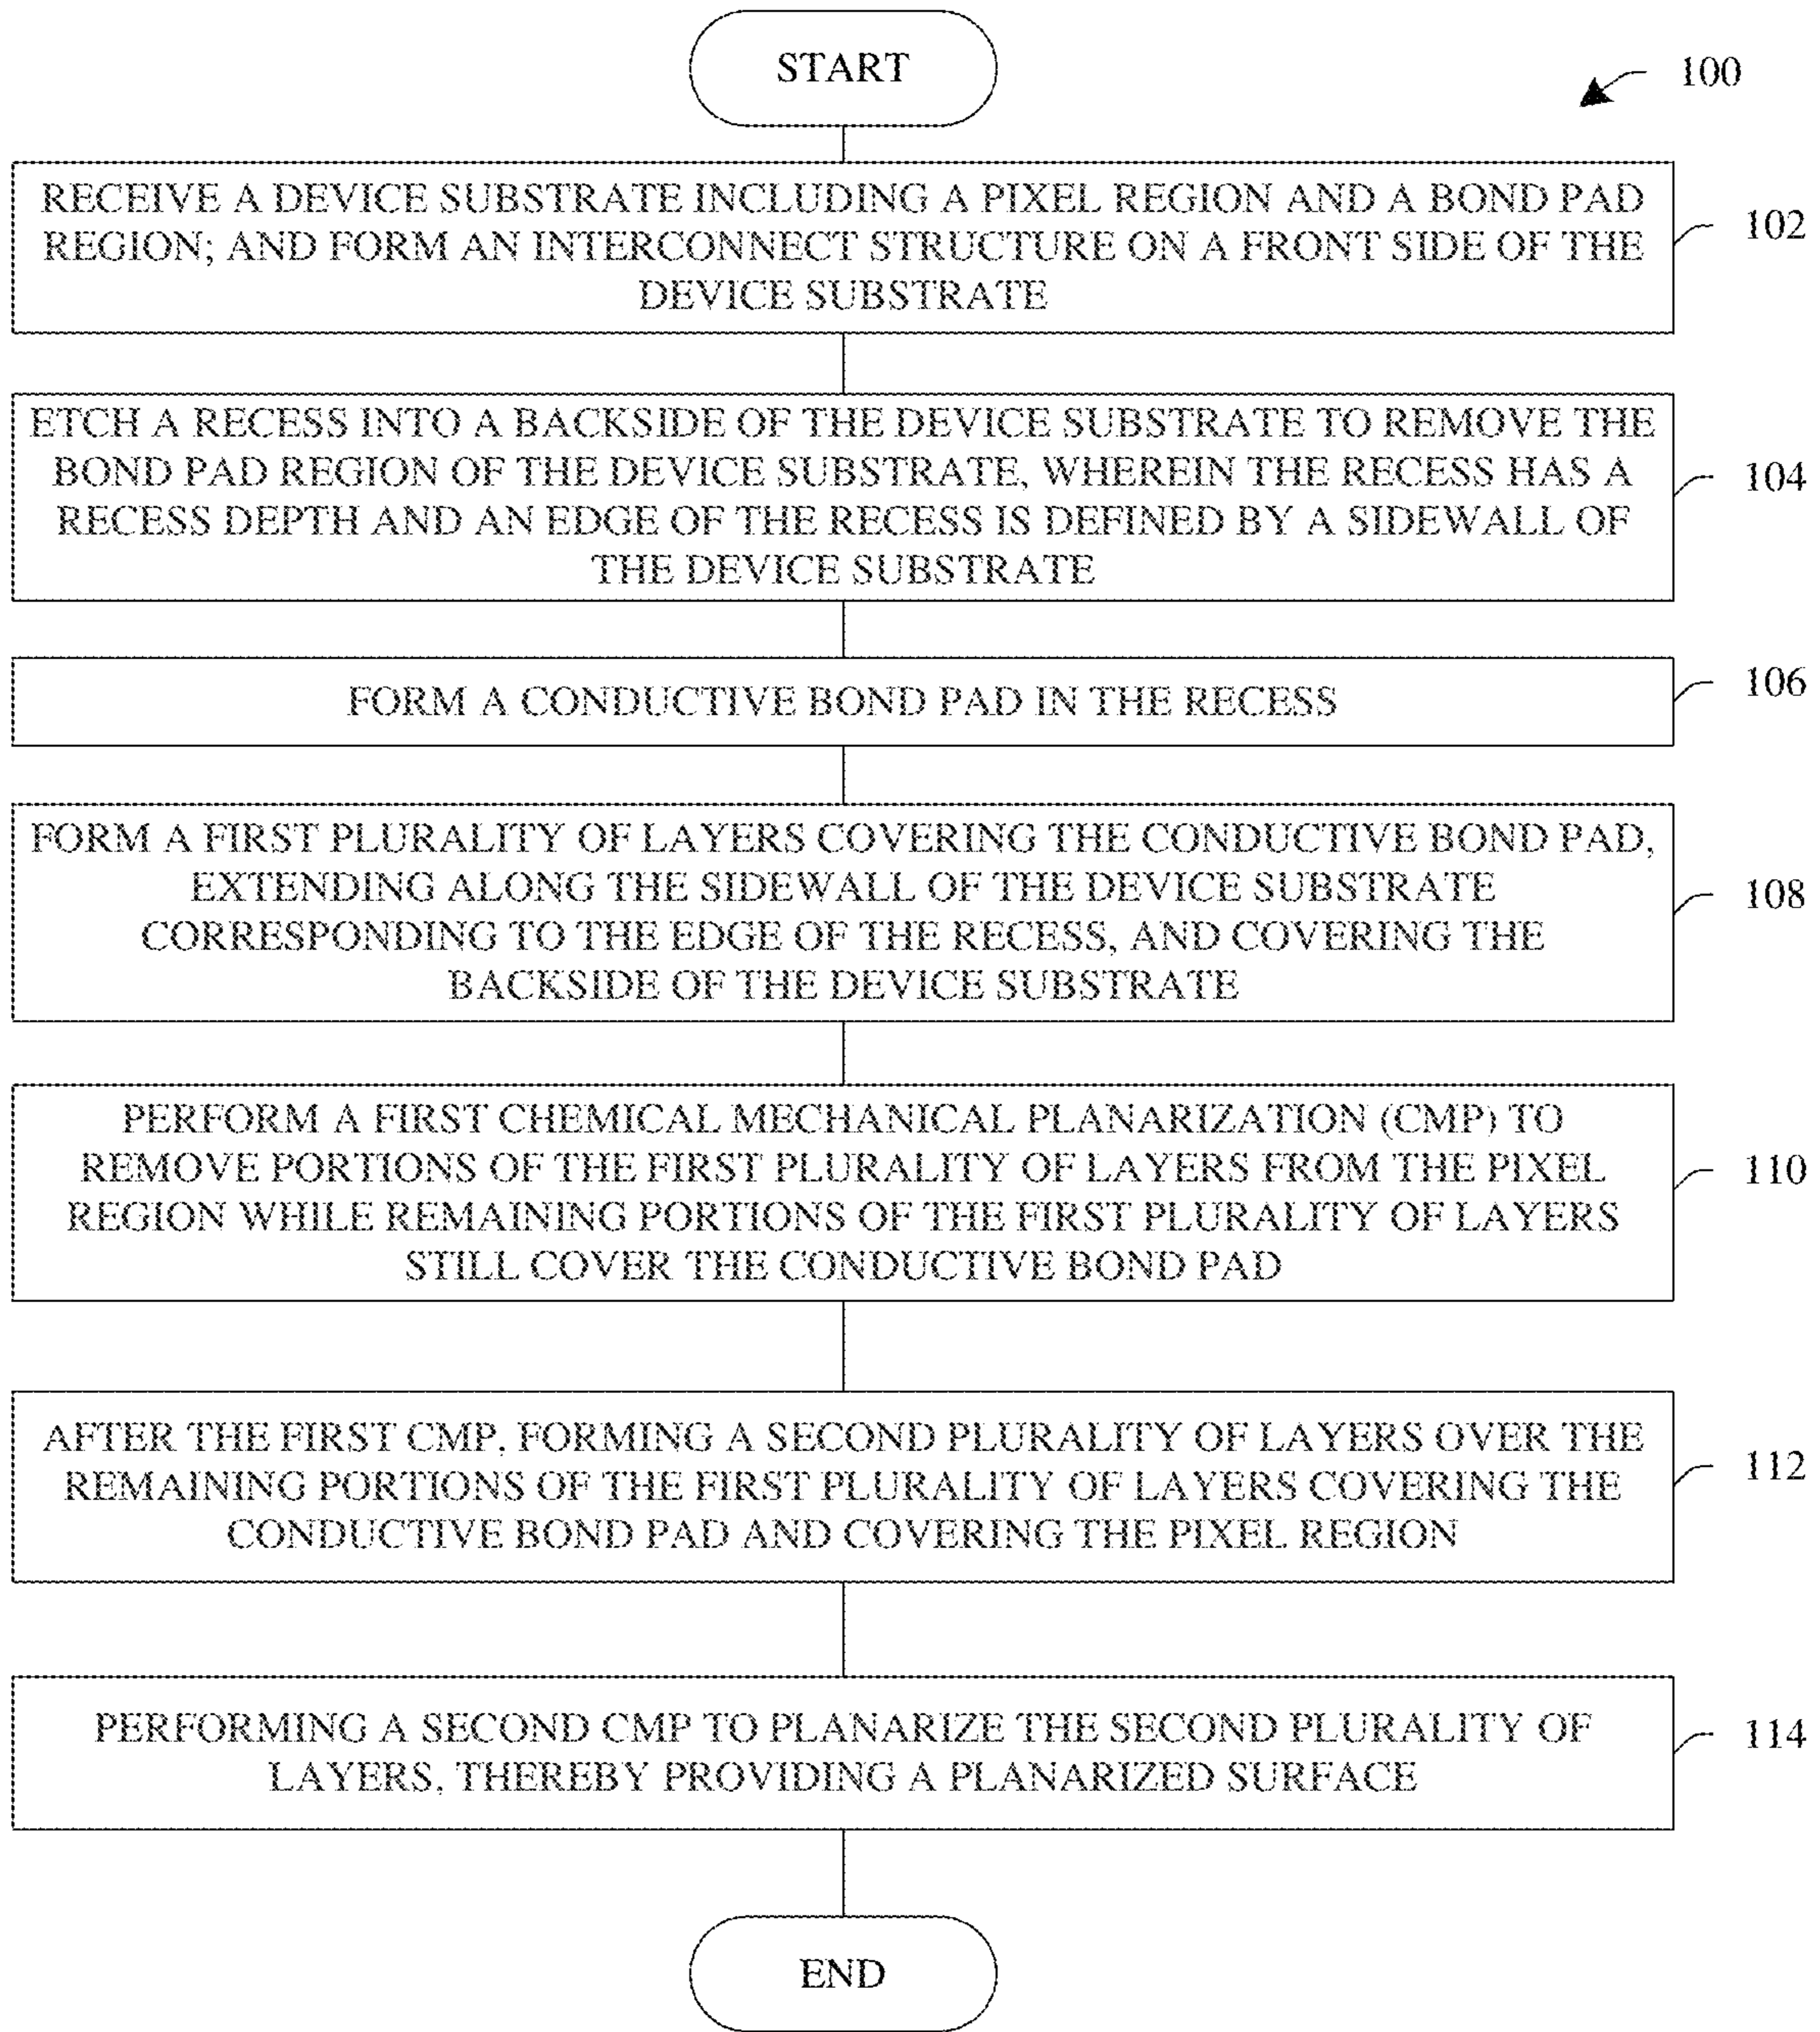 START
100
RECEIVE A DEVICE SUBSTRATE INCLUDING A PIXEL REGION AND A BOND PAD
REGION; AND FORM AN INTERCONNECT STRUCTURE ON A FRONT SIDE OF THE
DEVICE SUBSTRATE
102
ETCH A RECESS INTO A BACKSIDE OF THE DEVICE SUBSTRATE TO REMOVE THE
BOND PAD REGION OF THE DEVICE SUBSTRATE, WHEREIN THE RECESS HAS A
RECESS DEPTH AND AN EDGE OF THE RECESS IS DEFINED BY A SIDEWALL OF
THE DEVICE SUBSTRATE
104
FORM A CONDUCTIVE BOND PAD IN THE RECESS
106
FORM A FIRST PLURALITY OF LAYERS COVERING THE CONDUCTIVE BOND PAD,
EXTENDING ALONG THE SIDEWALL OF THE DEVICE SUBSTRATE
CORRESPONDING TO THE EDGE OF THE RECESS, AND COVERING THE
BACKSIDE OF THE DEVICE SUBSTRATE
108
PERFORM A FIRST CHEMICAL MECHANICAL PLANARIZATION (CMP) TO
REMOVE PORTIONS OF THE FIRST PLURALITY OF LAYERS FROM THE PIXEL
REGION WHILE REMAINING PORTIONS OF THE FIRST PLURALITY OF LAYERS
STILL COVER THE CONDUCTIVE BOND PAD
110
AFTER THE FIRST CMP, FORMING A SECOND PLURALITY OF LAYERS OVER THE
REMAINING PORTIONS OF THE FIRST PLURALITY OF LAYERS COVERING THE
CONDUCTIVE BOND PAD AND COVERING THE PIXEL REGION
112
PERFORMING A SECOND CMP TO PLANARIZE THE SECOND PLURALITY OF
LAYERS, THEREBY PROVIDING A PLANARIZED SURFACE
114
END